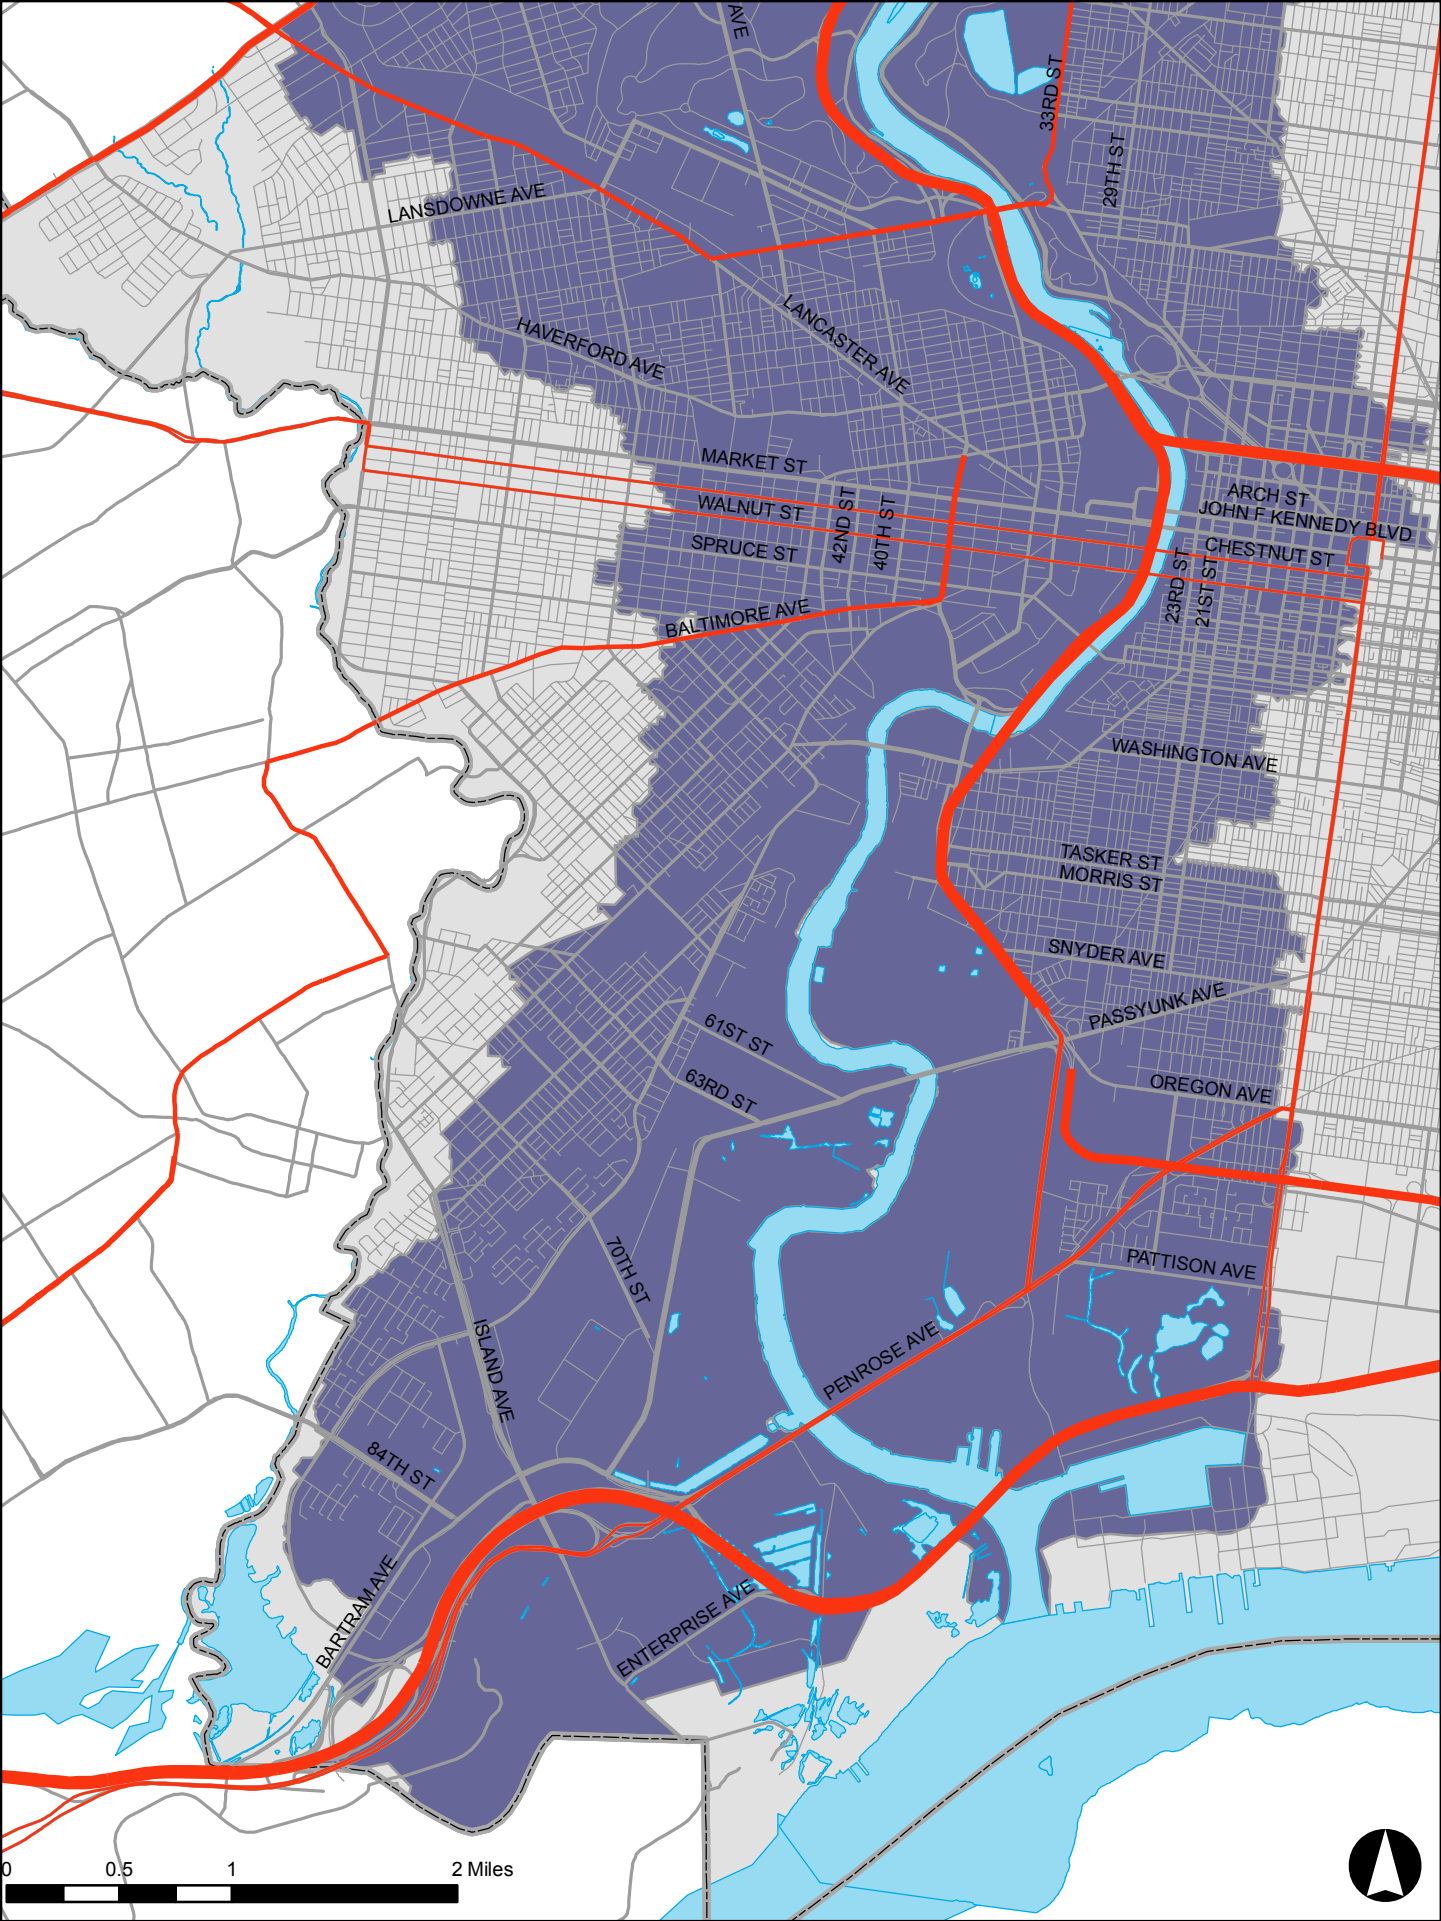 AVE
33RD ST
29TH ST
LANSDOWNE AVE
HAVERFORD AVE
LANCASTER AVE
MARKET ST
WALNUT ST
SPRUCE ST
42ND ST
40TH ST
ARCH ST
JOHN F KENNEDY BLVD
CHESTNUT ST
23RD ST
21ST ST
BALTIMORE AVE
WASHINGTON AVE
TASKER ST
MORRIS ST
SNYDER AVE
PASSYUNK AVE
61ST ST
63RD ST
OREGON AVE
70TH ST
PATTISON AVE
ISLAND AVE
PENROSE AVE
84TH ST
BARTRAM AVE
ENTERPRISE AVE
0 0.5 1 2 Miles